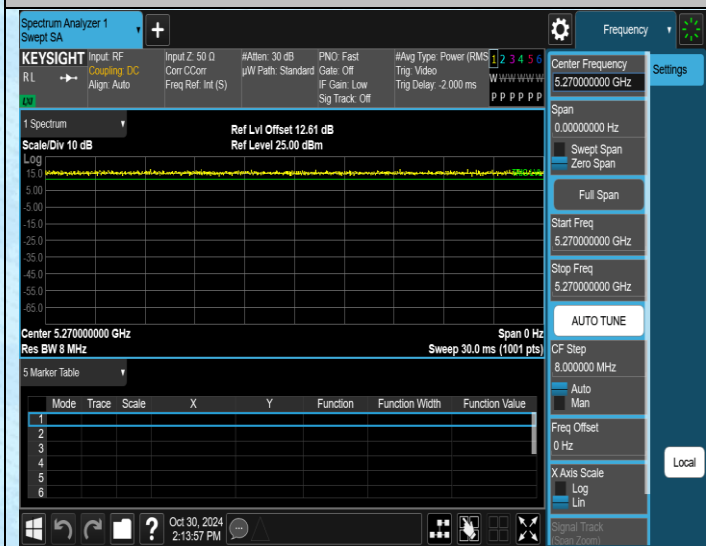 Spectrum Analyzer 1
Swept SA
Frequency
KEYSIGHT Input: RF
Coupling: DC
Align: Auto
RL
Input Z: 50 Ω
Corr CCorr
Freq Ref: Int (S)
#Atten: 30 dB
µW Path: Standard
PNO: Fast
Gate: Off
IF Gain: Low
Sig Track: Off
#Avg Type: Power (RMS
Trig: Video
Trig Delay: -2.000 ms
1 2 3 4 5 6
W W W W W W
P P P P P P
1 Spectrum
Scale/Div 10 dB
Ref Lvl Offset 12.61 dB
Ref Level 25.00 dBm
Log
15.0
5.00
-5.00
-15.0
-25.0
-35.0
-45.0
-55.0
-65.0
Center 5.270000000 GHz
Span 0 Hz
Res BW 8 MHz
Sweep 30.0 ms (1001 pts)
5 Marker Table
Mode Trace Scale X Y Function Function Width Function Value
1
2
3
4
5
6
Oct 30, 2024
2:13:57 PM
Center Frequency
5.270000000 GHz
Span
0.00000000 Hz
Swept Span
Zero Span
Full Span
Start Freq
5.270000000 GHz
Stop Freq
5.270000000 GHz
AUTO TUNE
CF Step
8.000000 MHz
Auto
Man
Freq Offset
0 Hz
X Axis Scale
Log
Lin
Signal Track
(Span Zoom)
Settings
Local